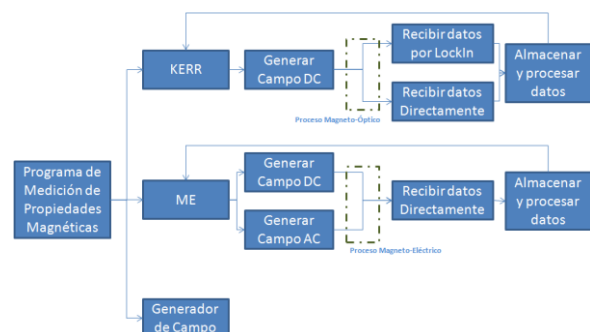 KERR
Generar
Campo DC
Recibir datos
por LockIn
Recibir datos
Directamente
Almacenar
y procesar
datos
Proceso Magneto-Óptico
Programa de
Medición de
Propiedades
Magnéticas
ME
Generar
Campo DC
Generar
Campo AC
Recibir datos
Directamente
Almacenar
y procesar
datos
Proceso Magneto-Eléctrico
Generador
de Campo